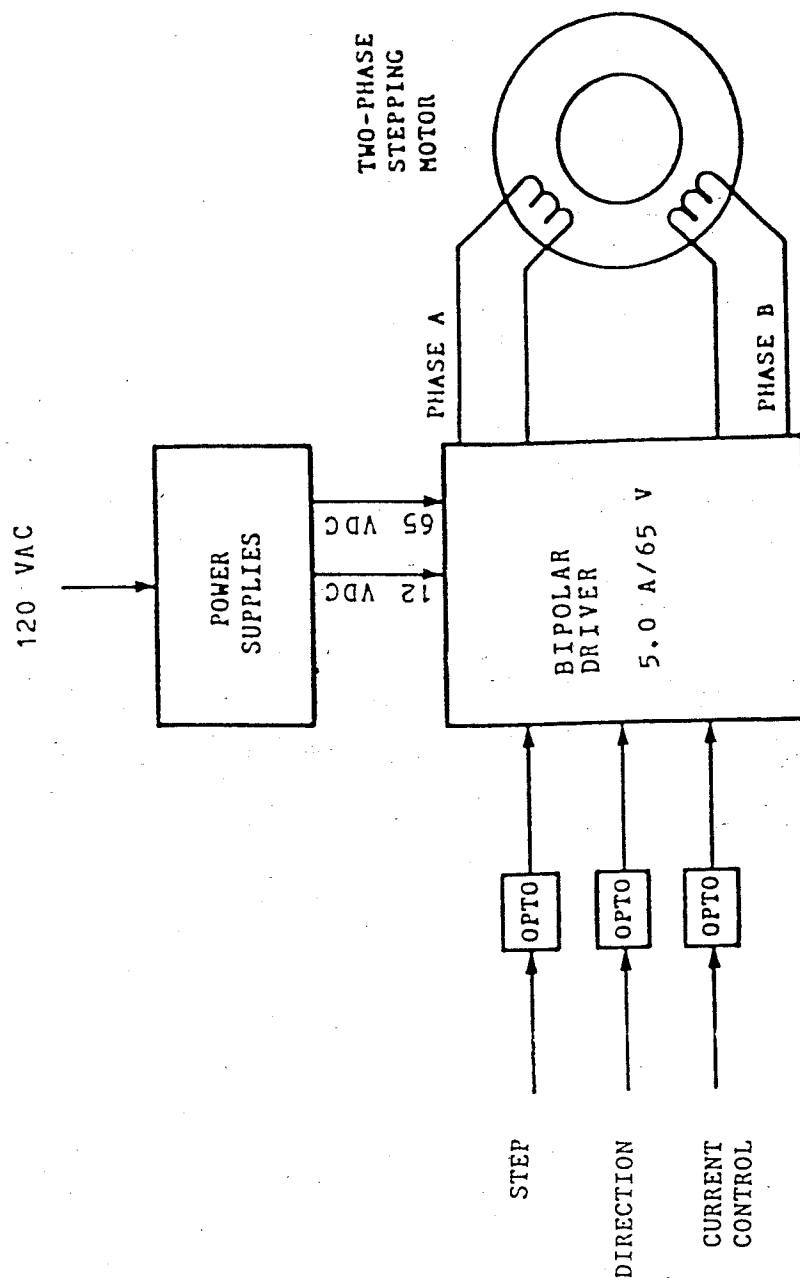 120 VAC
POWER
SUPPLIES
12 VDC
65 VDC
TWO-PHASE
STEPPING
MOTOR
STEP
OPTO
DIRECTION
OPTO
CURRENT
CONTROL
OPTO
BIPOLAR
DRIVER
5.0 A/65 V
PHASE A
PHASE B